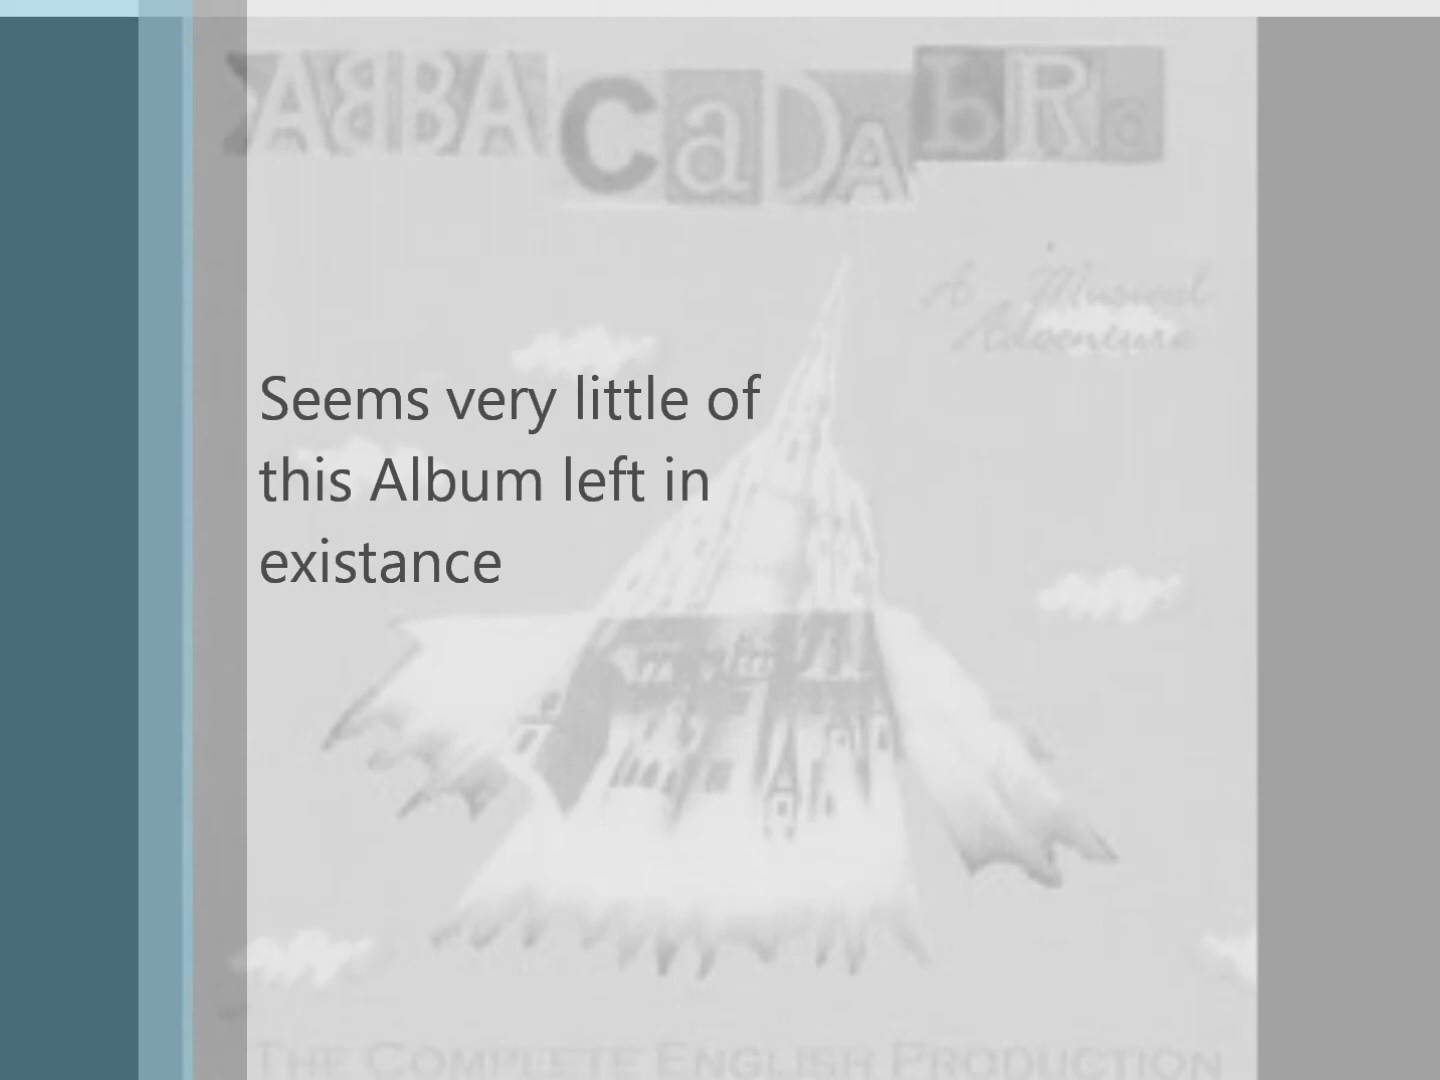 ABBACaDAbRa
A Musical
Adventure
Seems very little of
this Album left in
existance
THE COMPLETE ENGLISH PRODUCTION